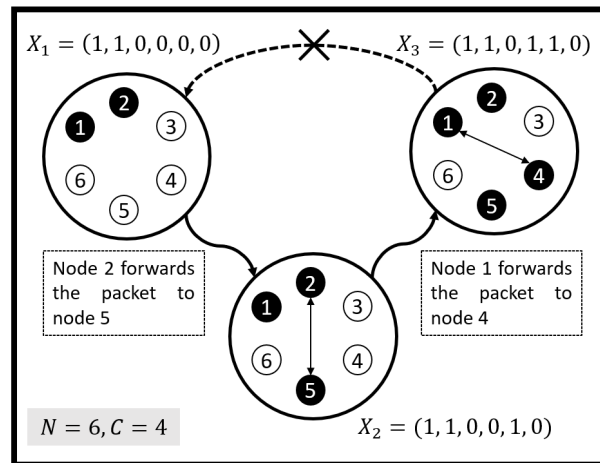 X₁ = (1, 1, 0, 0, 0, 0)
X₃ = (1, 1, 0, 1, 1, 0)
2
1
3
6
4
5
2
1
3
6
4
5
Node 2 forwards
the packet to
node 5
Node 1 forwards
the packet to
node 4
2
1
3
6
4
5
N = 6, C = 4
X₂ = (1, 1, 0, 0, 1, 0)